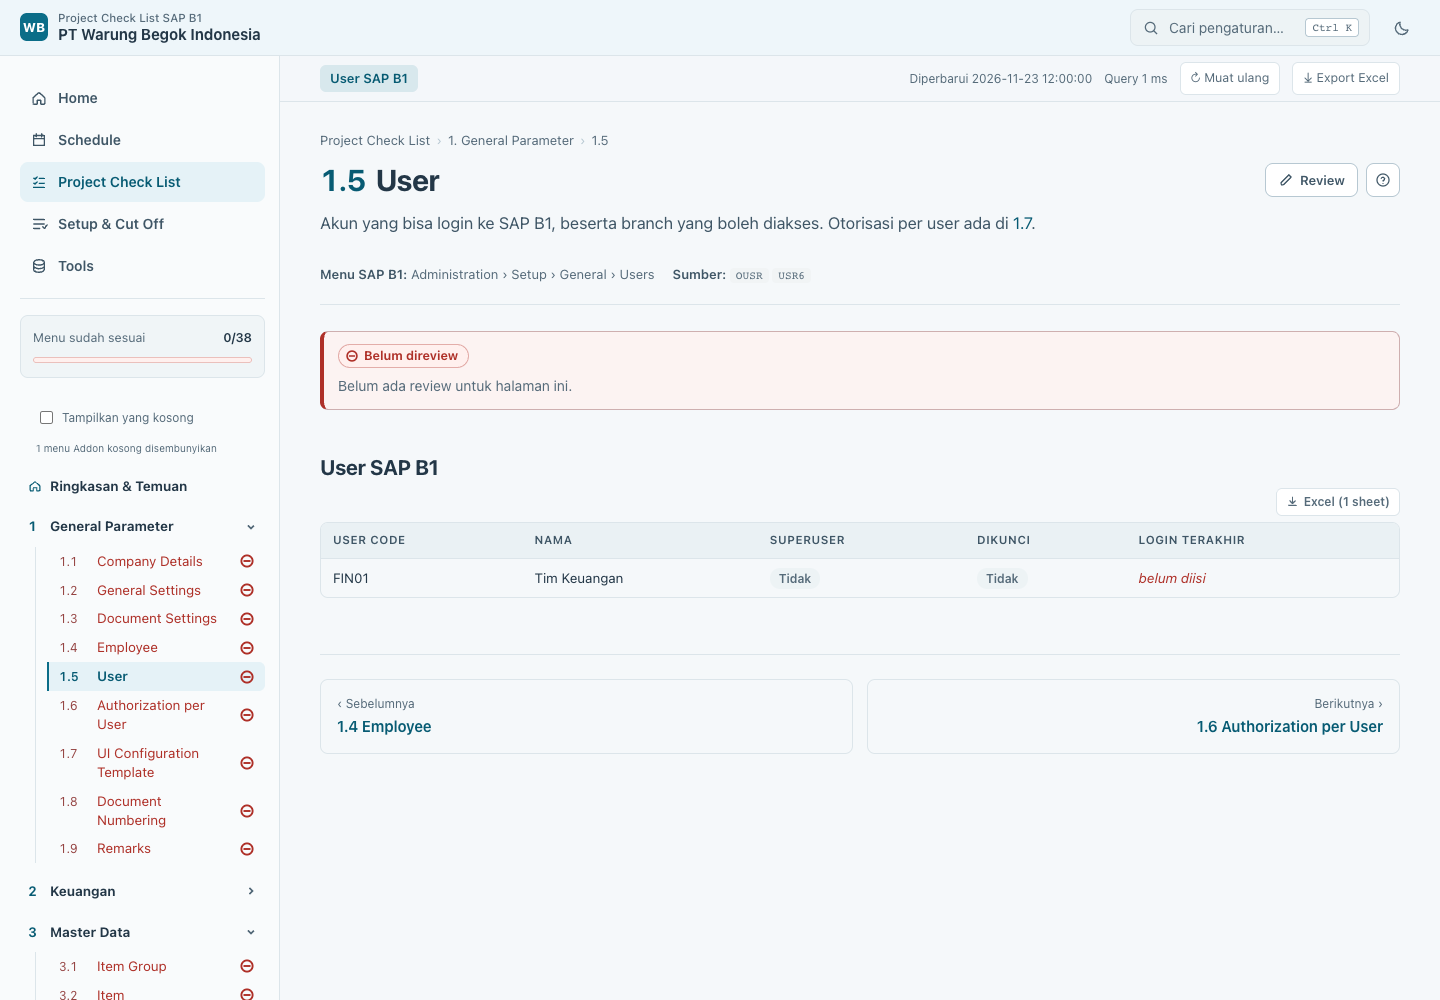 WB
Project Check List SAP B1
PT Warung Begok Indonesia
Cari pengaturan...
Ctrl K
Home
Schedule
Project Check List
Setup & Cut Off
Tools
Menu sudah sesuai
0/38
Tampilkan yang kosong
1 menu Addon kosong disembunyikan
Ringkasan & Temuan
1 General Parameter
1.1 Company Details
1.2 General Settings
1.3 Document Settings
1.4 Employee
1.5 User
1.6 Authorization per
User
1.7 UI Configuration
Template
1.8 Document
Numbering
1.9 Remarks
2 Keuangan
3 Master Data
3.1 Item Group
3.2 Item
User SAP B1
Diperbarui 2026-11-23 12:00:00
Query 1 ms
↻ Muat ulang
Export Excel
Project Check List › 1. General Parameter › 1.5
1.5 User
Review
Akun yang bisa login ke SAP B1, beserta branch yang boleh diakses. Otorisasi per user ada di 1.7.
Menu SAP B1: Administration › Setup › General › Users Sumber: OUSR USR6
Belum direview
Belum ada review untuk halaman ini.
User SAP B1
Excel (1 sheet)
USER CODE NAMA SUPERUSER DIKUNCI LOGIN TERAKHIR
FIN01 Tim Keuangan Tidak Tidak belum diisi
‹ Sebelumnya
1.4 Employee
Berikutnya ›
1.6 Authorization per User